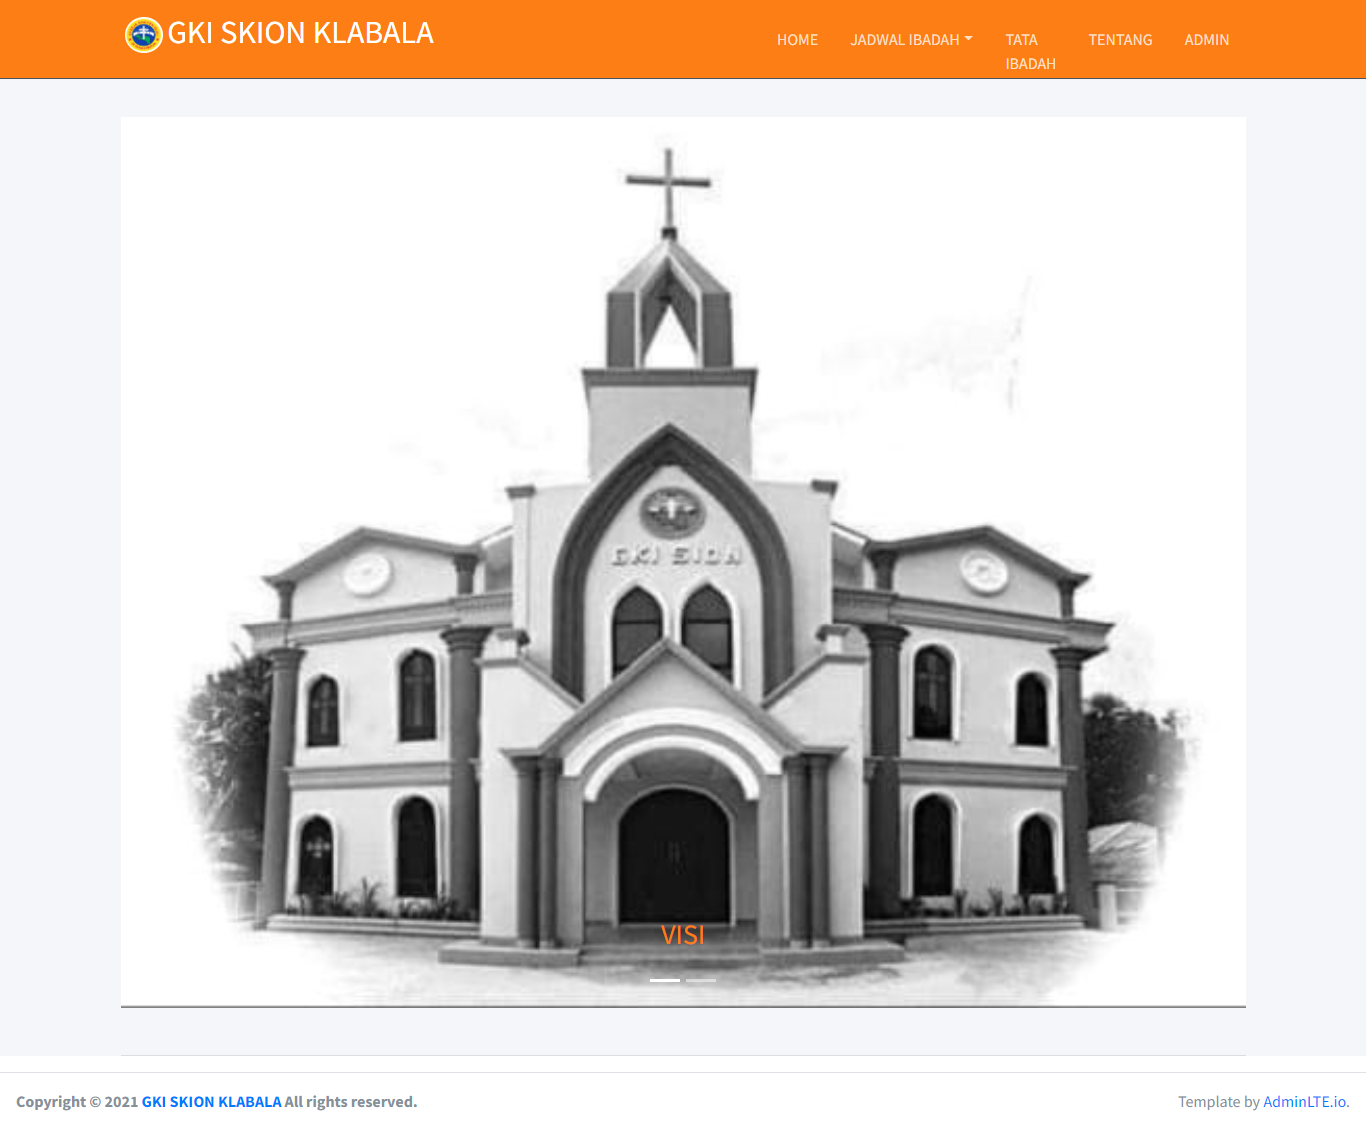 GKI SKION KLABALA
HOME
JADWAL IBADAH
TATA
IBADAH
TENTANG
ADMIN
GKI SION
VISI
Copyright © 2021 GKI SKION KLABALA All rights reserved.
Template by AdminLTE.io.